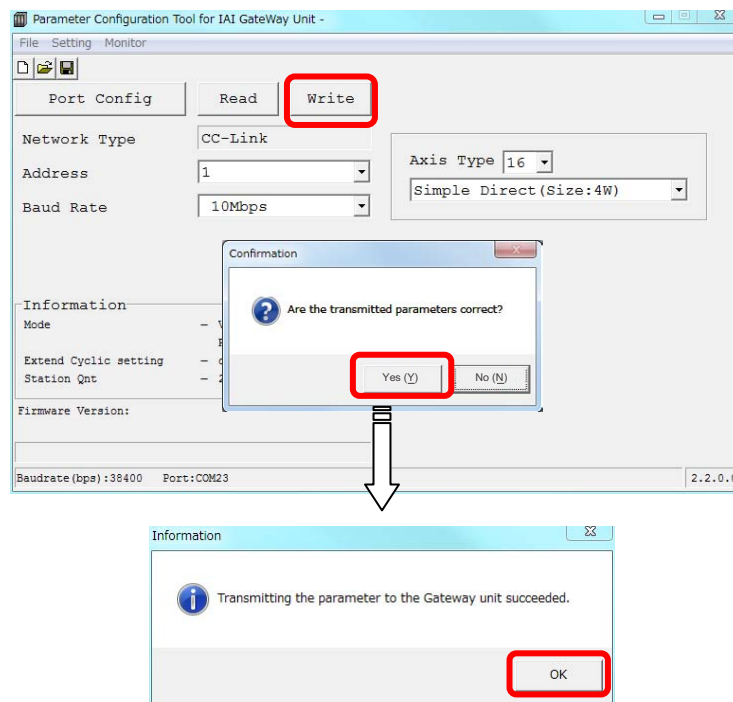 Parameter Configuration Tool for IAI GateWay Unit -
File Setting Monitor
Port Config Read Write
Network Type CC-Link
Axis Type 16
Address 1
Simple Direct(Size:4W)
Baud Rate 10Mbps
Confirmation
Are the transmitted parameters correct?
Information
Mode -
Extend Cyclic setting -
Station Qnt - 2
Yes (Y) No (N)
Firmware Version:
Baudrate(bps):38400 Port:COM23 2.2.0.
Information
Transmitting the parameter to the Gateway unit succeeded.
OK